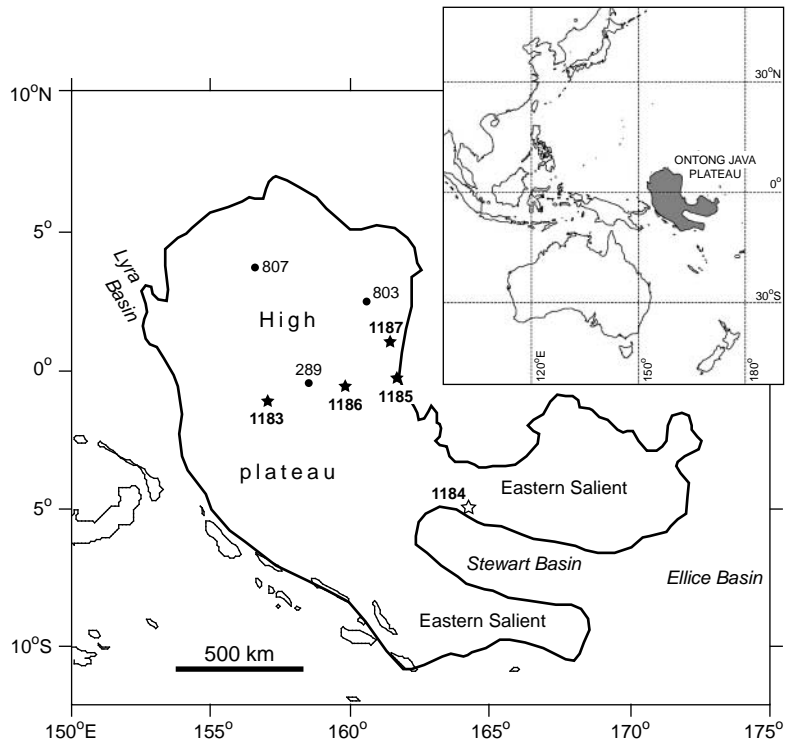 10°N
5°
0°
5°
10°S
150°E
155°
160°
165°
170°
175°
Lyra
Basin
807
803
High
1187
289
1183
1186
1185
plateau
1184
Eastern Salient
Stewart Basin
Ellice Basin
Eastern Salient
500 km
ONTONG JAVA
PLATEAU
30°N
0°
30°S
120°E
150°
180°